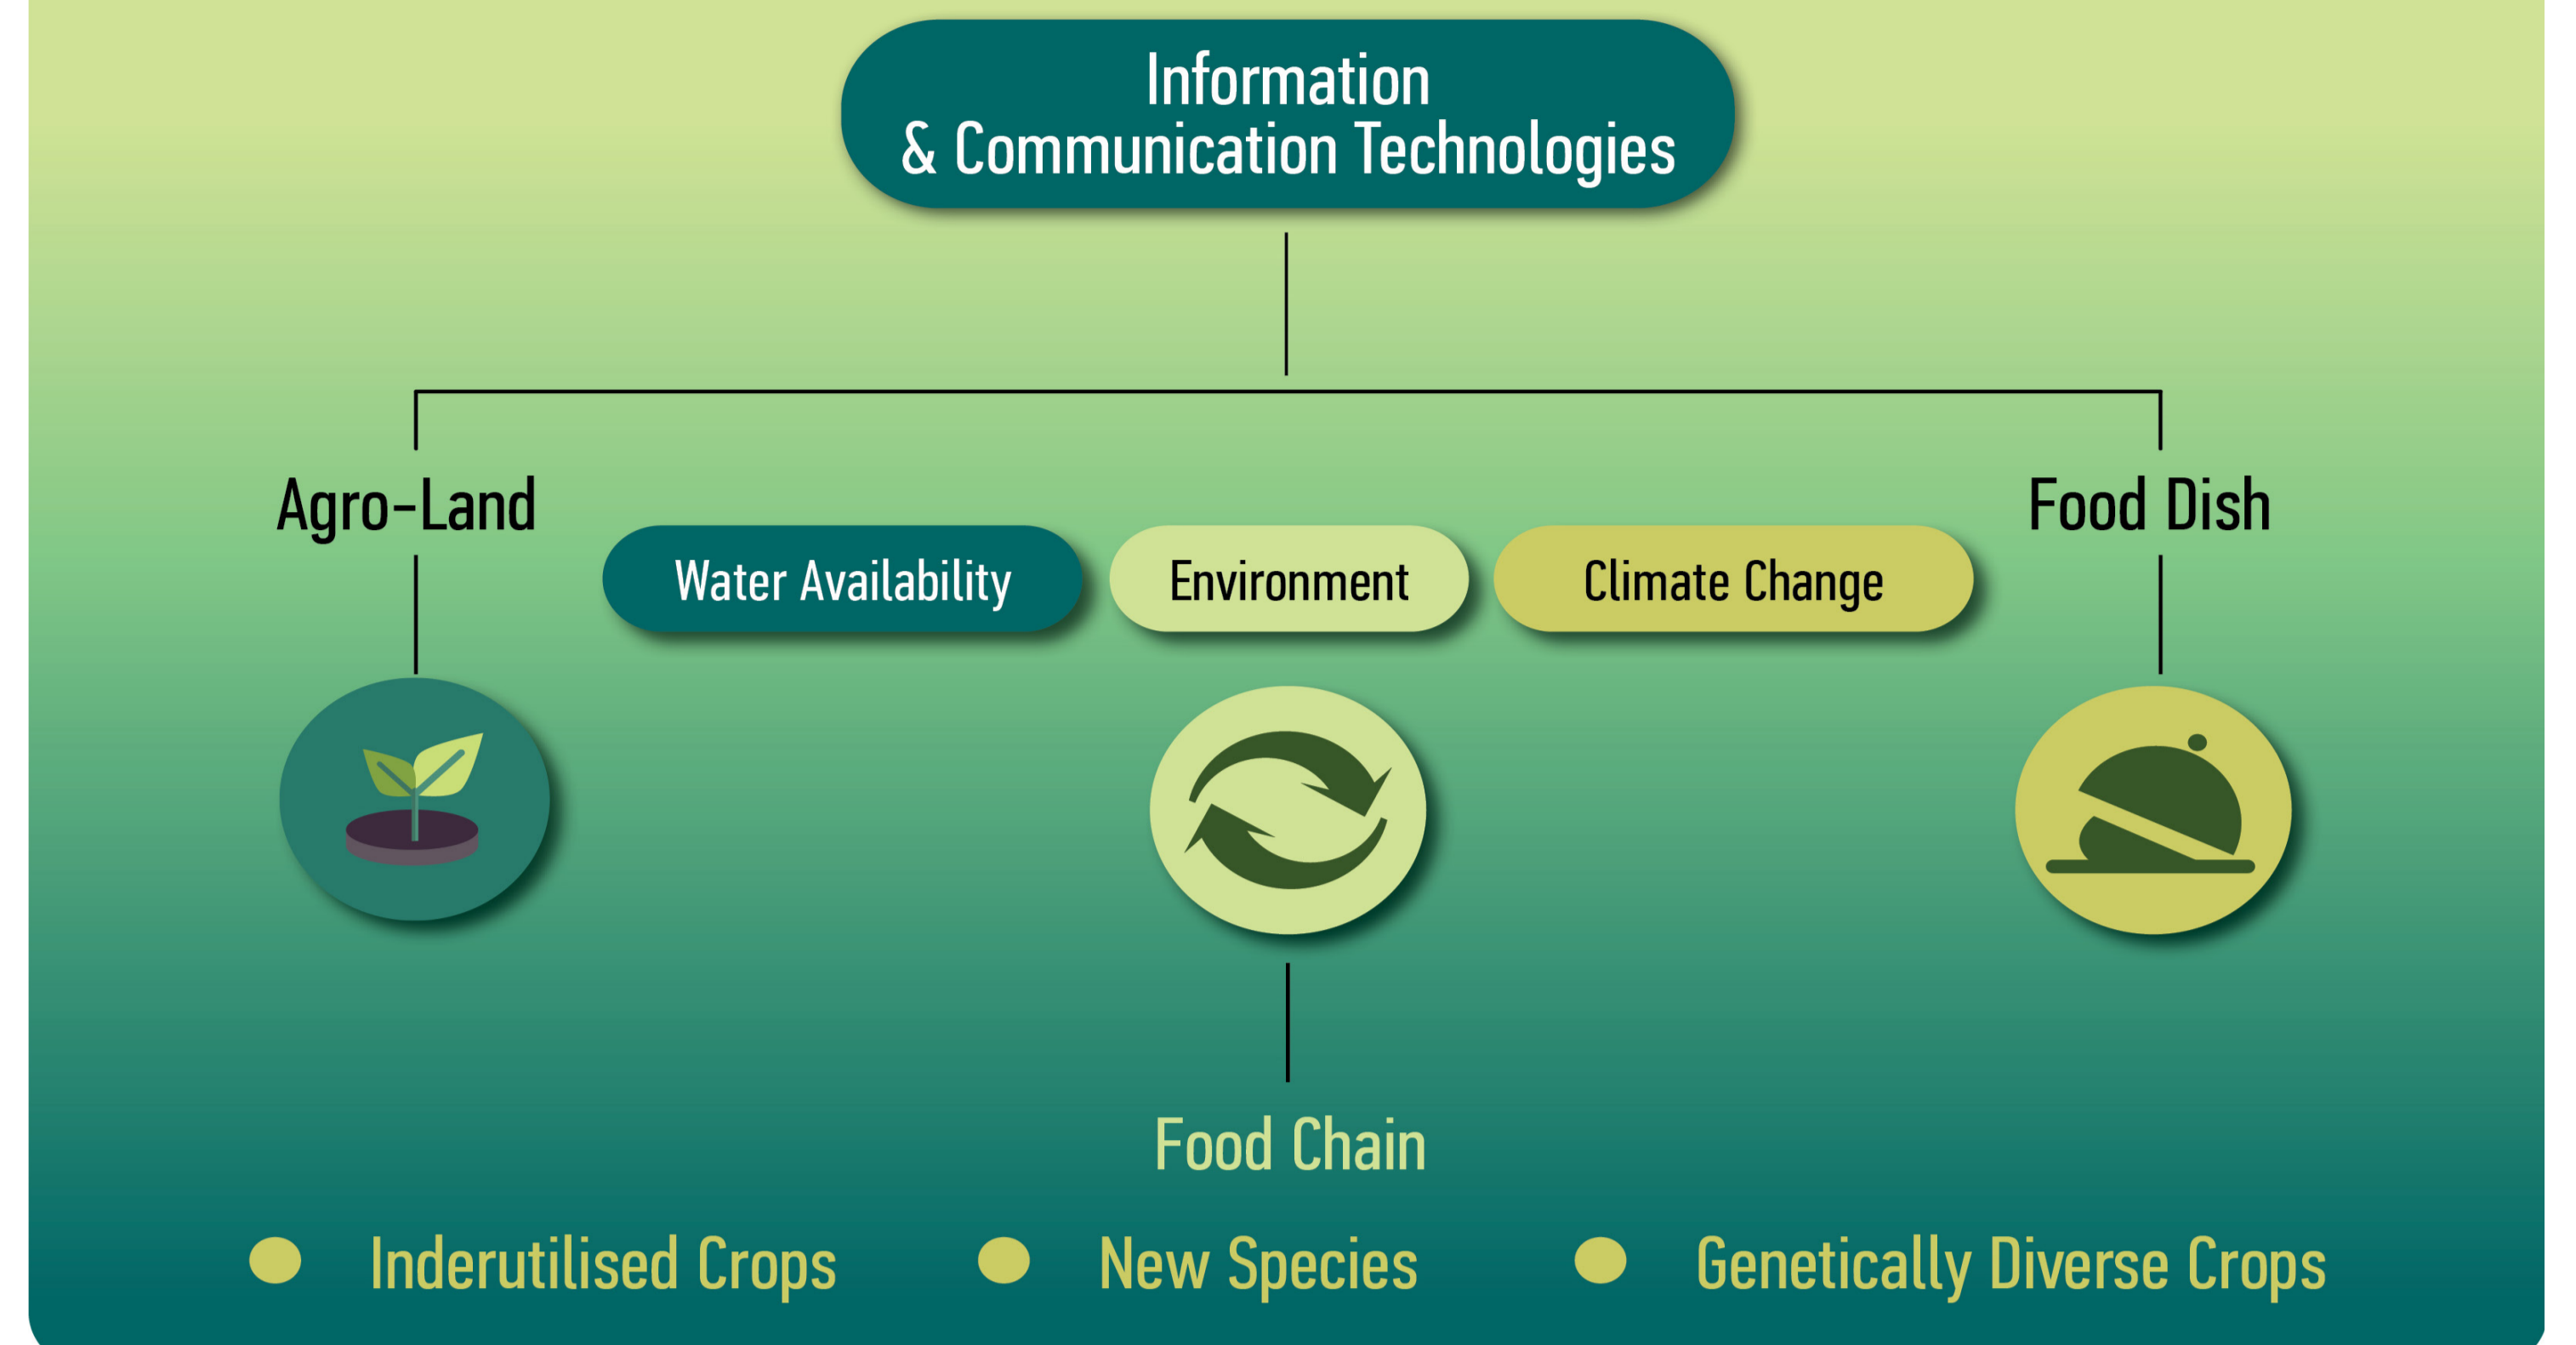 Information
& Communication Technologies
Agro-Land
Food Dish
Water Availability
Environment
Climate Change
Food Chain
Inderutilised Crops
New Species
Genetically Diverse Crops